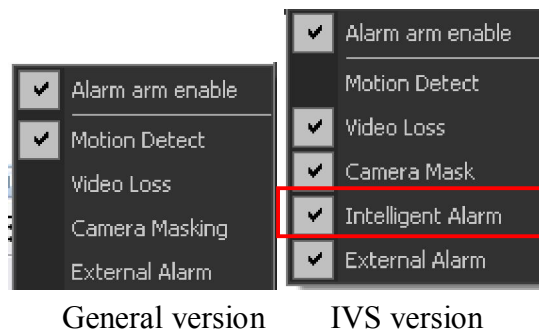 Alarm arm enable
Motion Detect
Video Loss
Camera Masking
External Alarm
Alarm arm enable
Motion Detect
Video Loss
Camera Mask
Intelligent Alarm
External Alarm
General version
IVS version